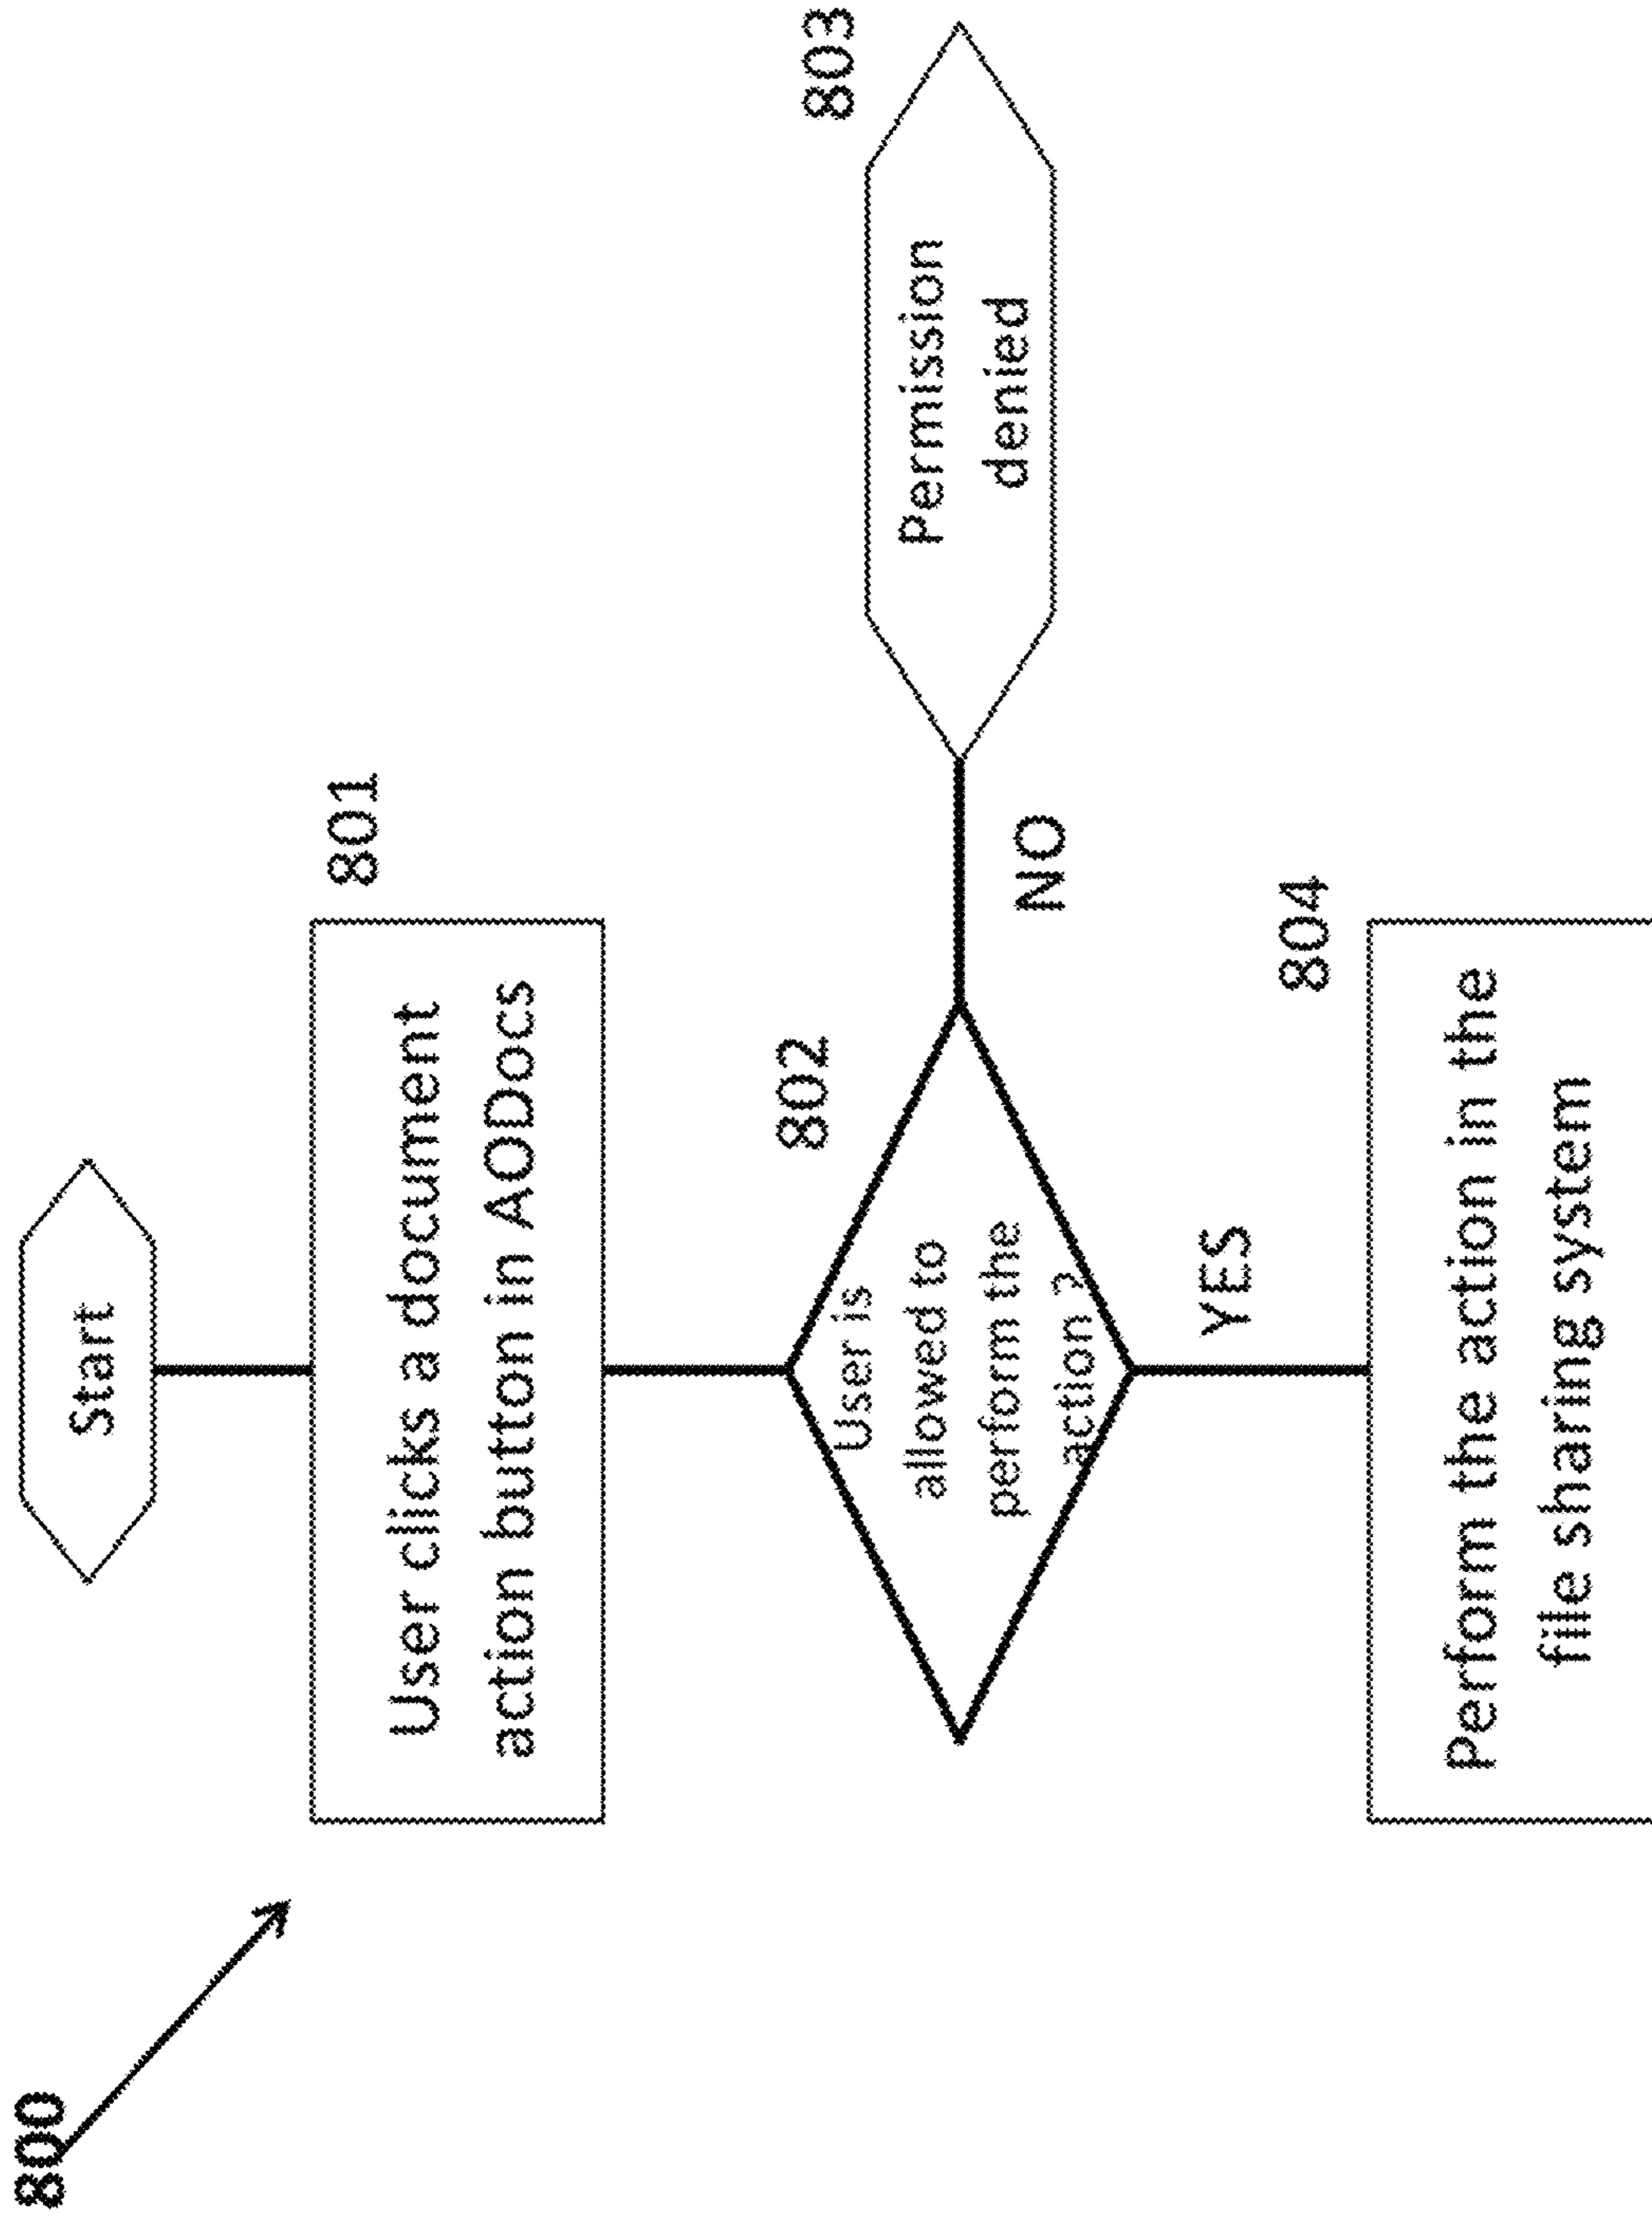 800
Start
801
User clicks a document
action button in AODocs
802
User is
allowed to
perform the
action ?
803
Permission
denied
NO
YES
804
Perform the action in the
file sharing system